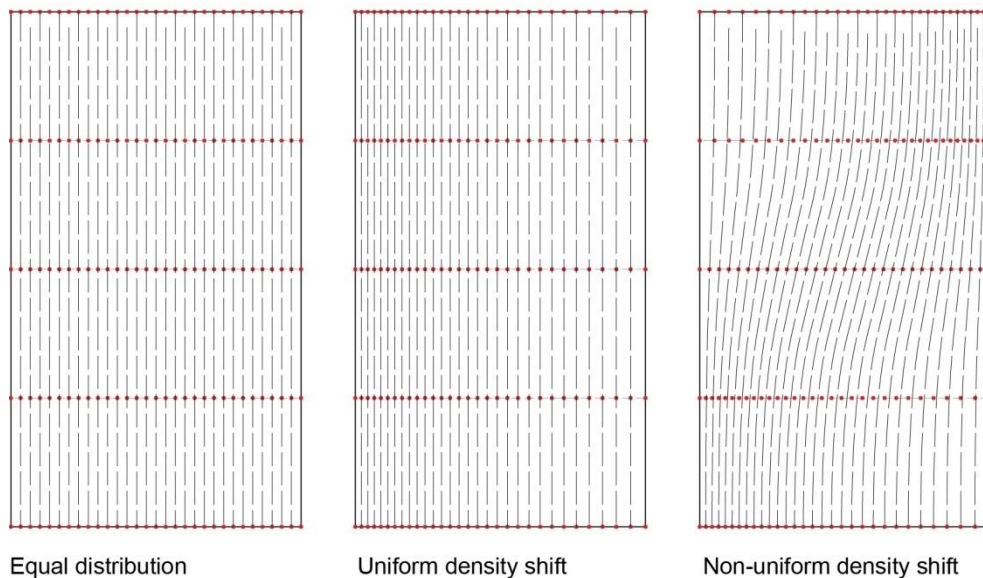 Equal distribution
Uniform density shift
Non-uniform density shift